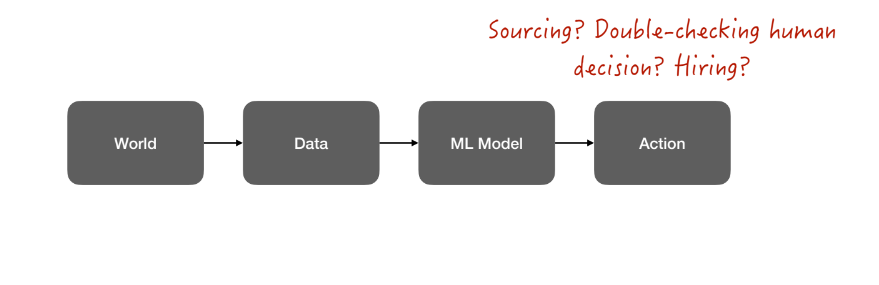 Sourcing? Double-checking human
decision? Hiring?
World
Data
ML Model
Action